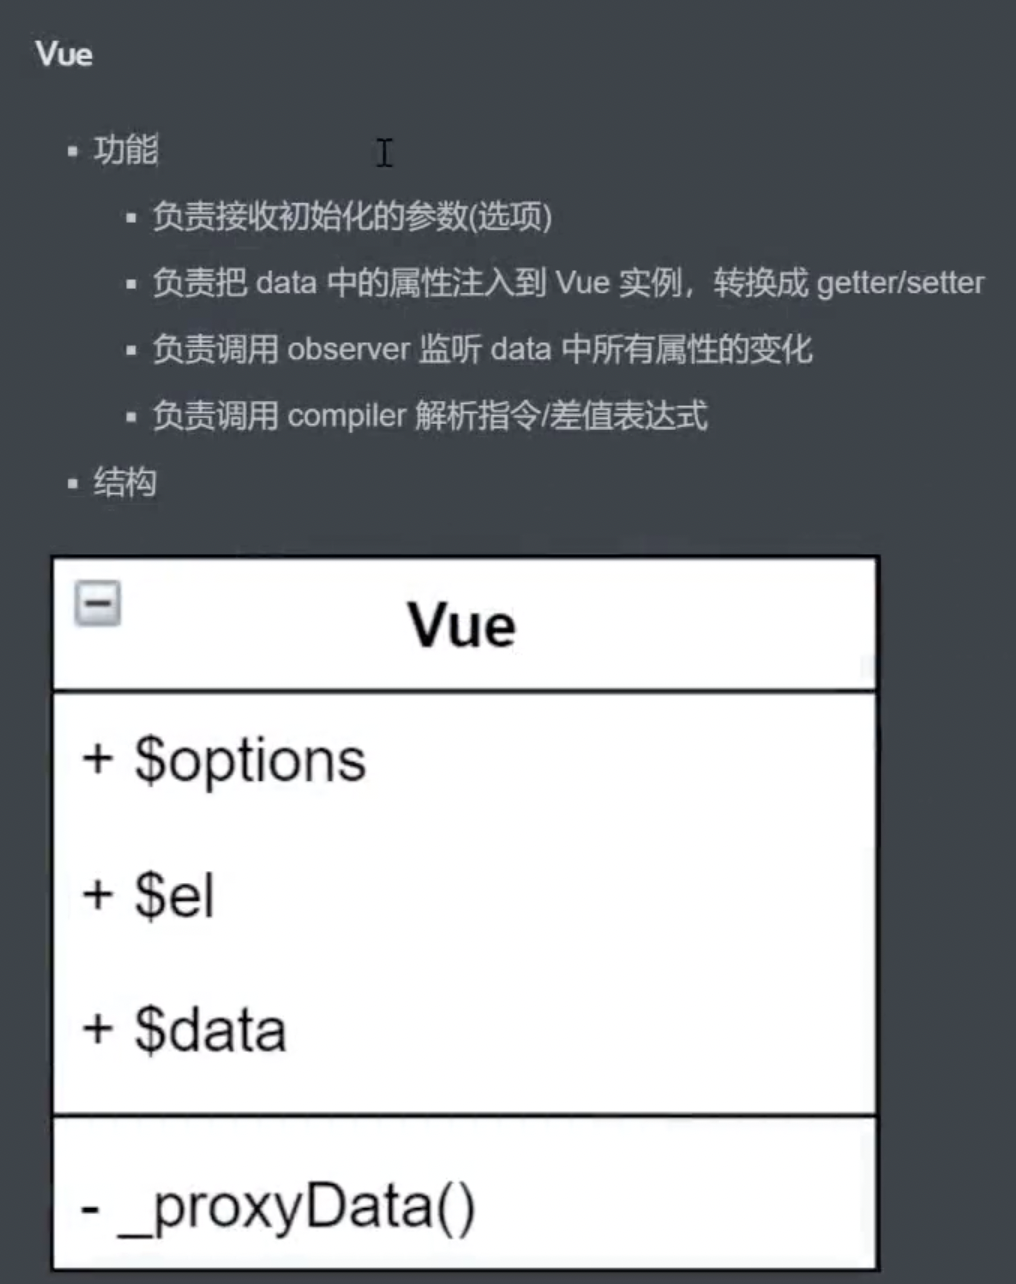 Vue
功能
负责接收初始化的参数(选项)
负责把 data 中的属性注入到 Vue 实例，转换成 getter/setter
负责调用 observer 监听 data 中所有属性的变化
负责调用 compiler 解析指令/差值表达式
结构
Vue
+ $options
+ $el
+ $data
- _proxyData()